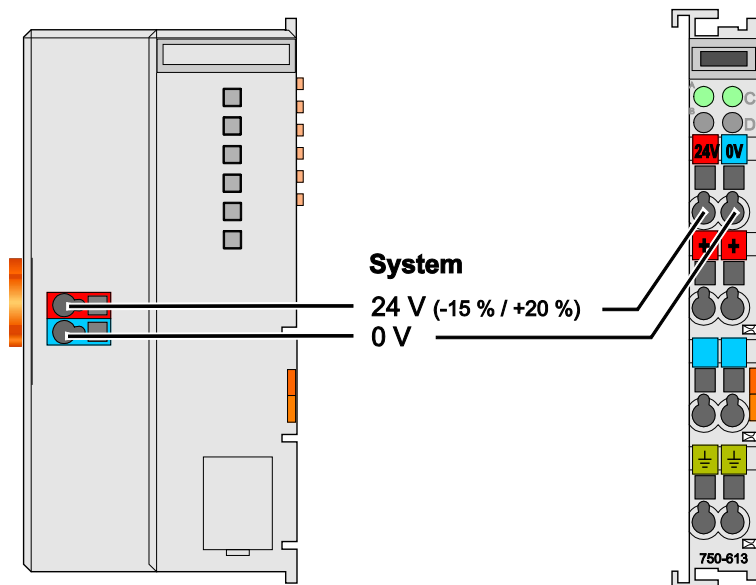 A
C
B
D
24V 0V
System
+ +
24 V (-15 % / +20 %)
0 V
750-613